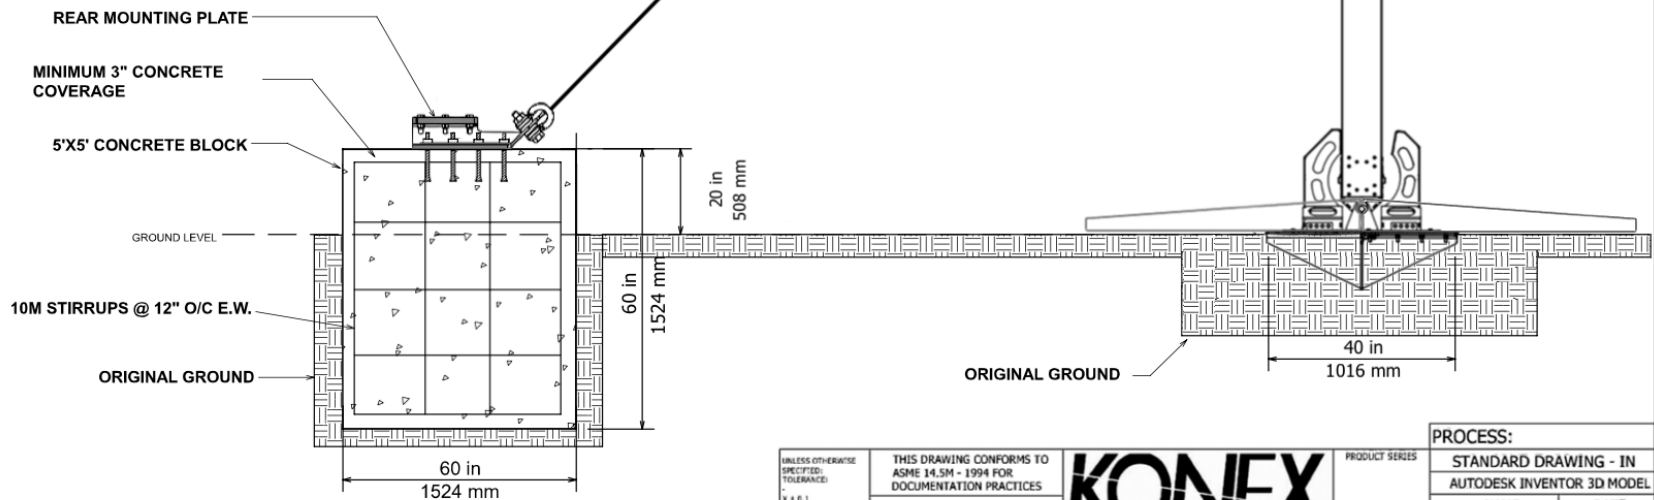 REAR MOUNTING PLATE
MINIMUM 3" CONCRETE
COVERAGE
5'X5' CONCRETE BLOCK
GROUND LEVEL
10M STIRRUPS @ 12" O/C E.W.
ORIGINAL GROUND
20 in
508 mm
60 in
1524 mm
60 in
1524 mm
ORIGINAL GROUND
40 in
1016 mm
UNLESS OTHERWISE
SPECIFIED:
TOLERANCE:
THIS DRAWING CONFORMS TO
ASME 14.5M - 1994 FOR
DOCUMENTATION PRACTICES
KONEX
PRODUCT SERIES
PROCESS:
STANDARD DRAWING - IN
AUTODESK INVENTOR 3D MODEL